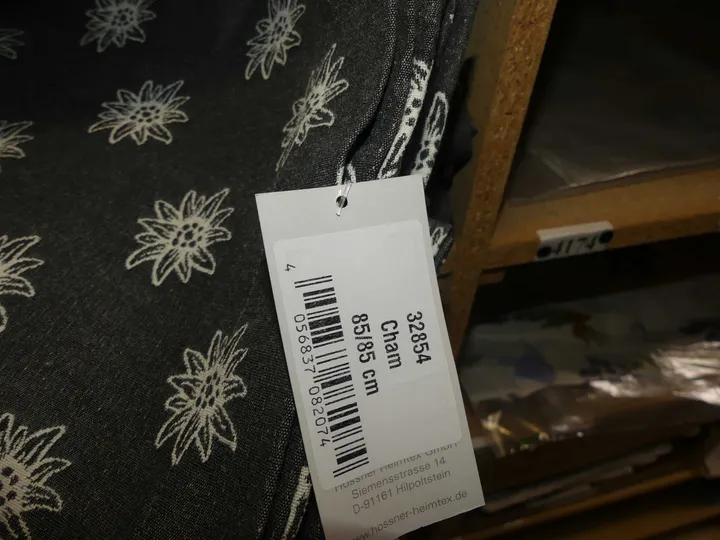 32854
Cham
85/85 cm
4 056837 082074
Hossner Heimtex GmbH
Siemensstrasse 14
D-91161 Hilpoltstein
www.hossner-heimtex.de
4174